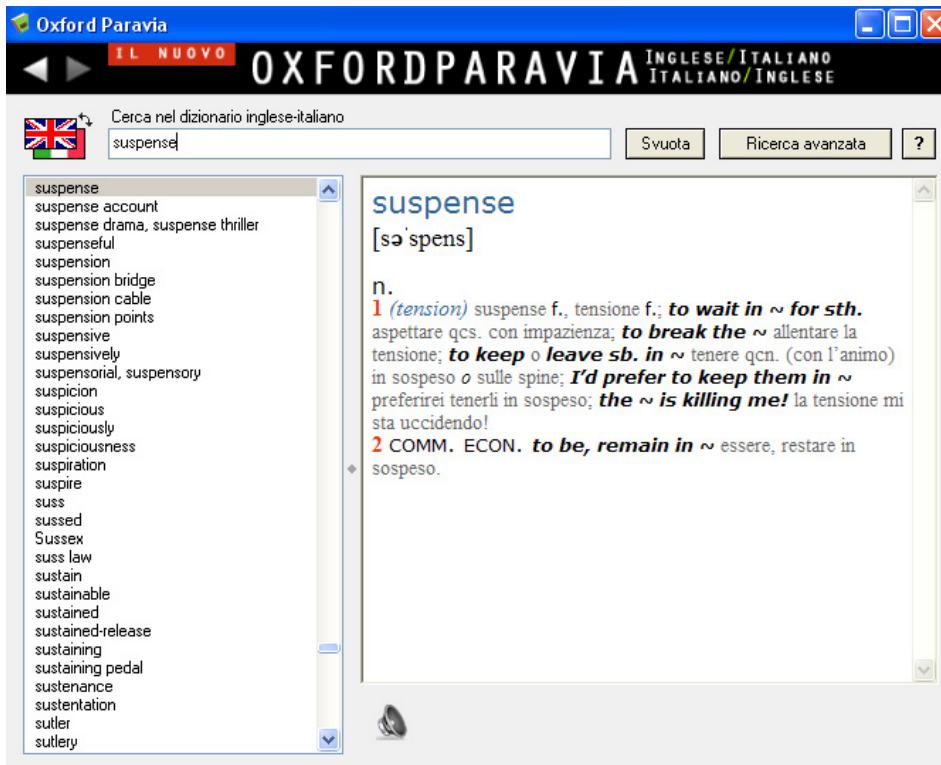 Oxford Paravia
IL NUOVO
OXFORDPARAVIA
INGLESE/ITALIANO
ITALIANO/INGLESE
Cerca nel dizionario inglese-italiano
suspense
Svuota
Ricerca avanzata
?
suspense
suspense account
suspense drama, suspense thriller
suspenseful
suspension
suspension bridge
suspension cable
suspension points
suspensive
suspensively
suspensorial, suspensory
suspicion
suspicious
suspiciously
suspiciousness
suspiration
suspire
suss
sussed
Sussex
suss law
sustain
sustainable
sustained
sustained-release
sustaining
sustaining pedal
sustenance
sustentation
sutler
sutlery
suspense
[səˈspens]
n.
1 (tension) suspense f., tensione f.; to wait in ~ for sth.
aspettare qcs. con impazienza; to break the ~ allentare la
tensione; to keep o leave sb. in ~ tenere qcn. (con l'animo)
in sospeso o sulle spine; I'd prefer to keep them in ~
preferirei tenerli in sospeso; the ~ is killing me! la tensione mi
sta uccidendo!
2 COMM. ECON. to be, remain in ~ essere, restare in
sospeso.